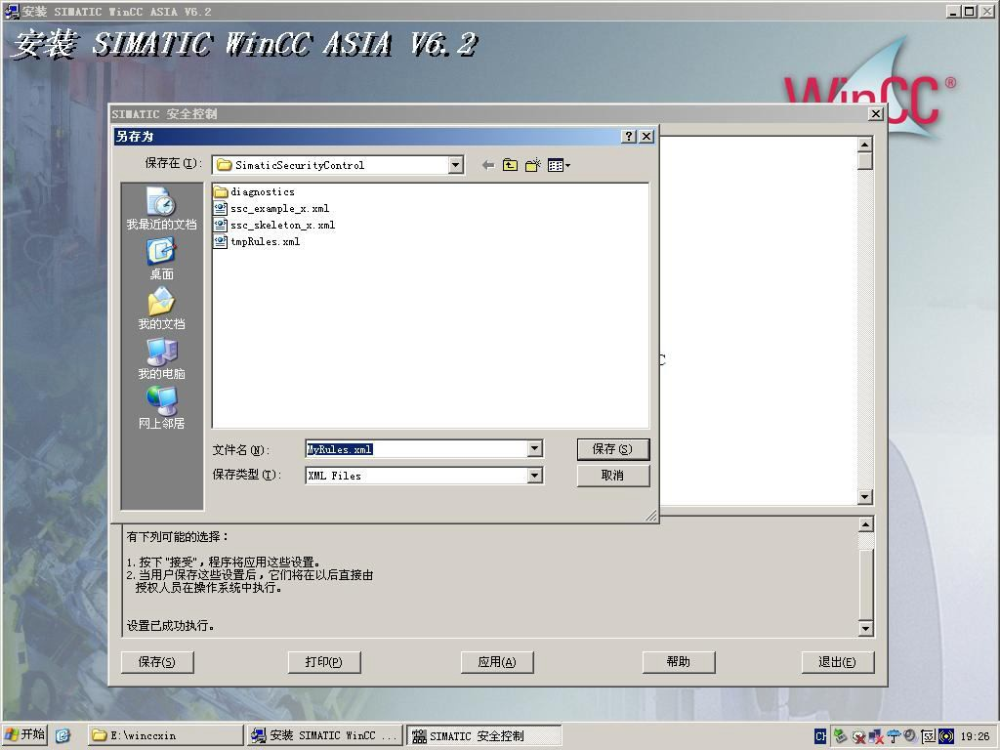 安装 SIMATIC WinCC ASIA V6.2
安装 SIMATIC WinCC ASIA V6.2
WinCC®
SIMATIC 安全控制
另存为
保存在(I):
SimaticSecurityControl
我最近的文档
桌面
我的文档
我的电脑
网上邻居
diagnostics
ssc_example_x.xml
ssc_skeleton_x.xml
tmpRules.xml
C
文件名(N):
MyRules.xml
保存(S)
保存类型(T):
XML Files
取消
有下列可能的选择：
1. 按下"接受"，程序将应用这些设置。
2. 当用户保存这些设置后，它们将在以后直接由
授权人员在操作系统中执行。
设置已成功执行。
保存(S)
打印(P)
应用(A)
帮助
退出(E)
开始
E:\winccxin
安装 SIMATIC WinCC ...
SIMATIC 安全控制
CH
19:26